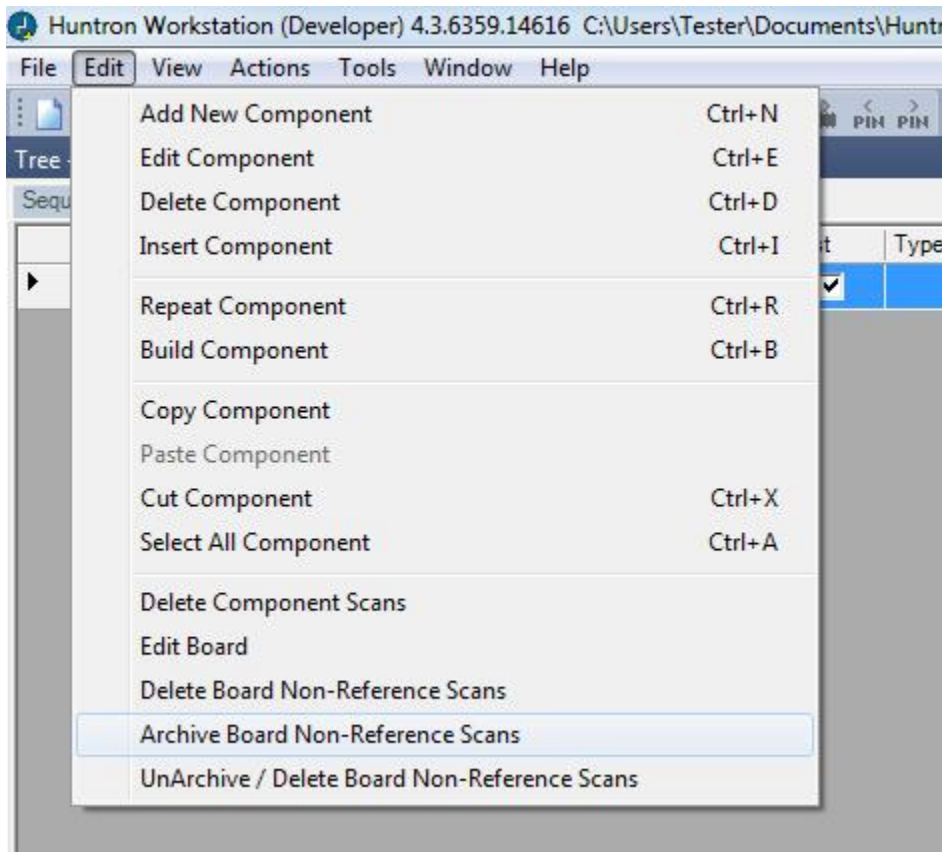 Huntron Workstation (Developer) 4.3.6359.14616 C:\Users\Tester\Documents\Huntr
File Edit View Actions Tools Window Help
PIN PIN
Tree -
Sequ
st Type
Add New Component Ctrl+N
Edit Component Ctrl+E
Delete Component Ctrl+D
Insert Component Ctrl+I
Repeat Component Ctrl+R
Build Component Ctrl+B
Copy Component
Paste Component
Cut Component Ctrl+X
Select All Component Ctrl+A
Delete Component Scans
Edit Board
Delete Board Non-Reference Scans
Archive Board Non-Reference Scans
UnArchive / Delete Board Non-Reference Scans